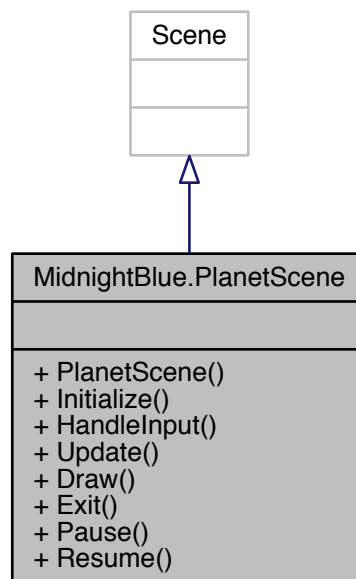 Scene
MidnightBlue.PlanetScene
+ PlanetScene()
+ Initialize()
+ HandleInput()
+ Update()
+ Draw()
+ Exit()
+ Pause()
+ Resume()